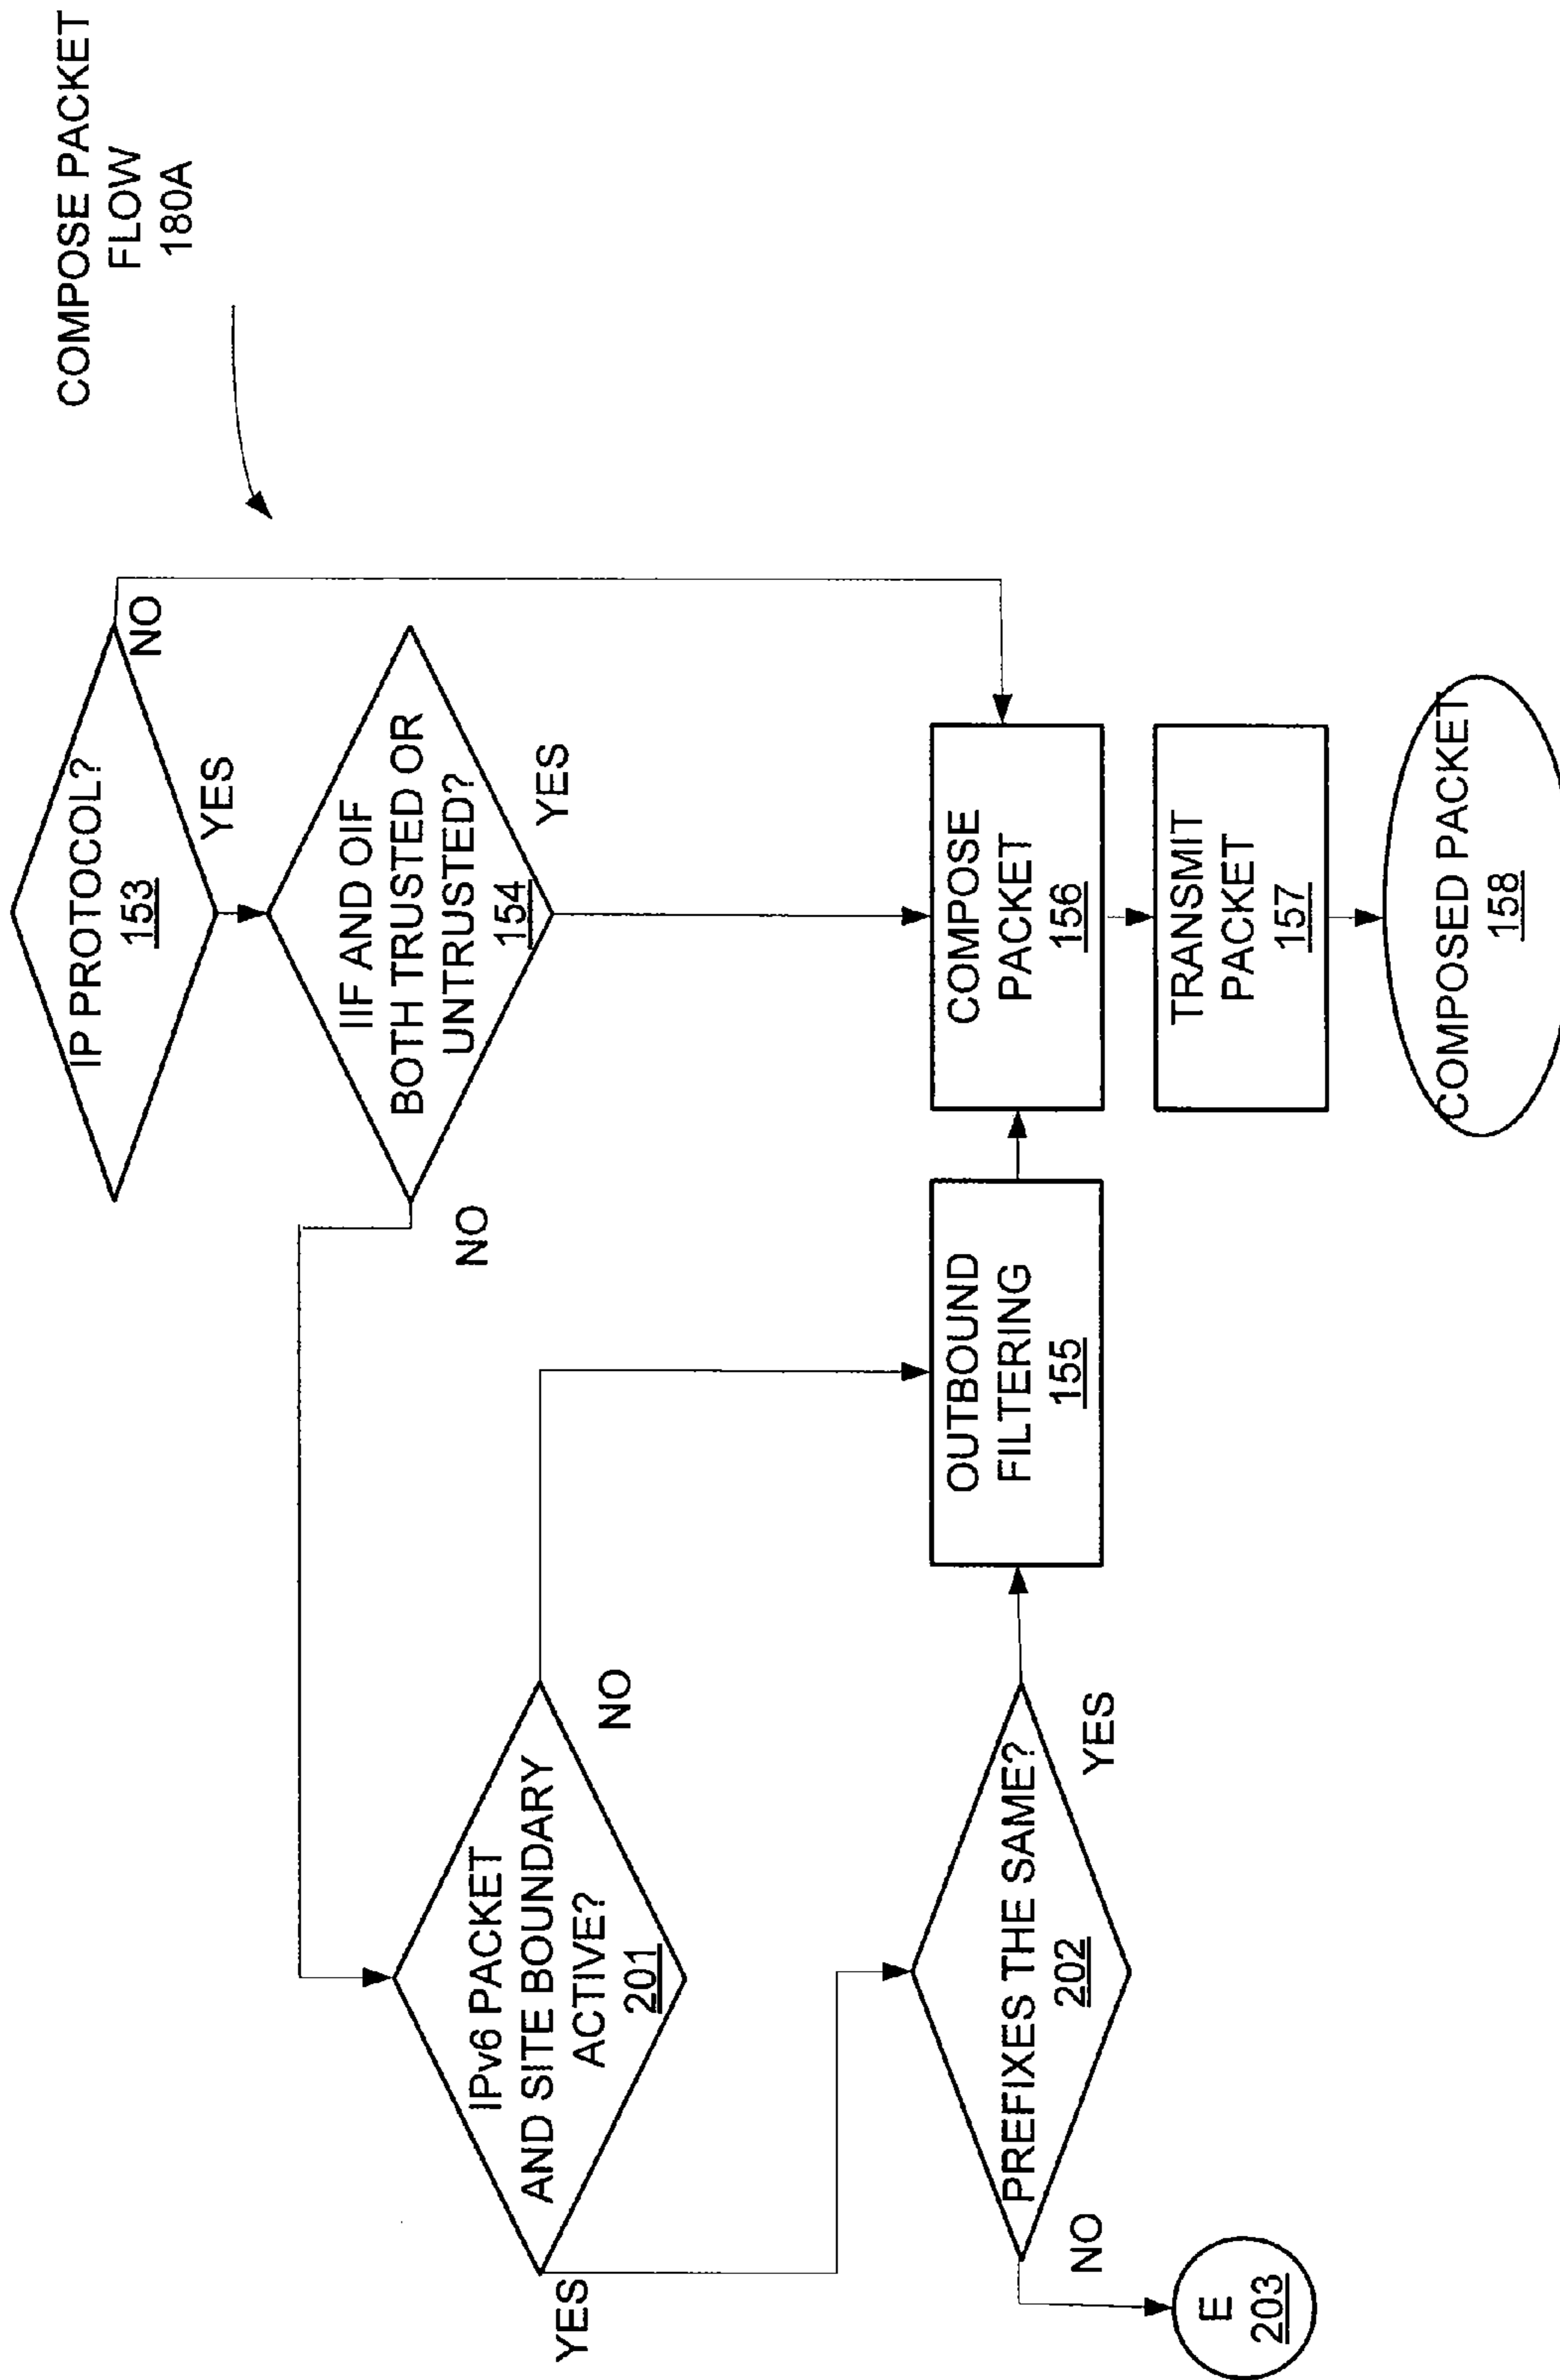 COMPOSE PACKET
FLOW
180A
IP PROTOCOL?
153
NO
YES
IIF AND OIF
BOTH TRUSTED OR
UNTRUSTED?
154
NO
YES
IPv6 PACKET
AND SITE BOUNDARY
ACTIVE?
201
YES
NO
PREFIXES THE SAME?
202
NO
YES
E
203
OUTBOUND
FILTERING
155
COMPOSE
PACKET
156
TRANSMIT
PACKET
157
COMPOSED PACKET
158